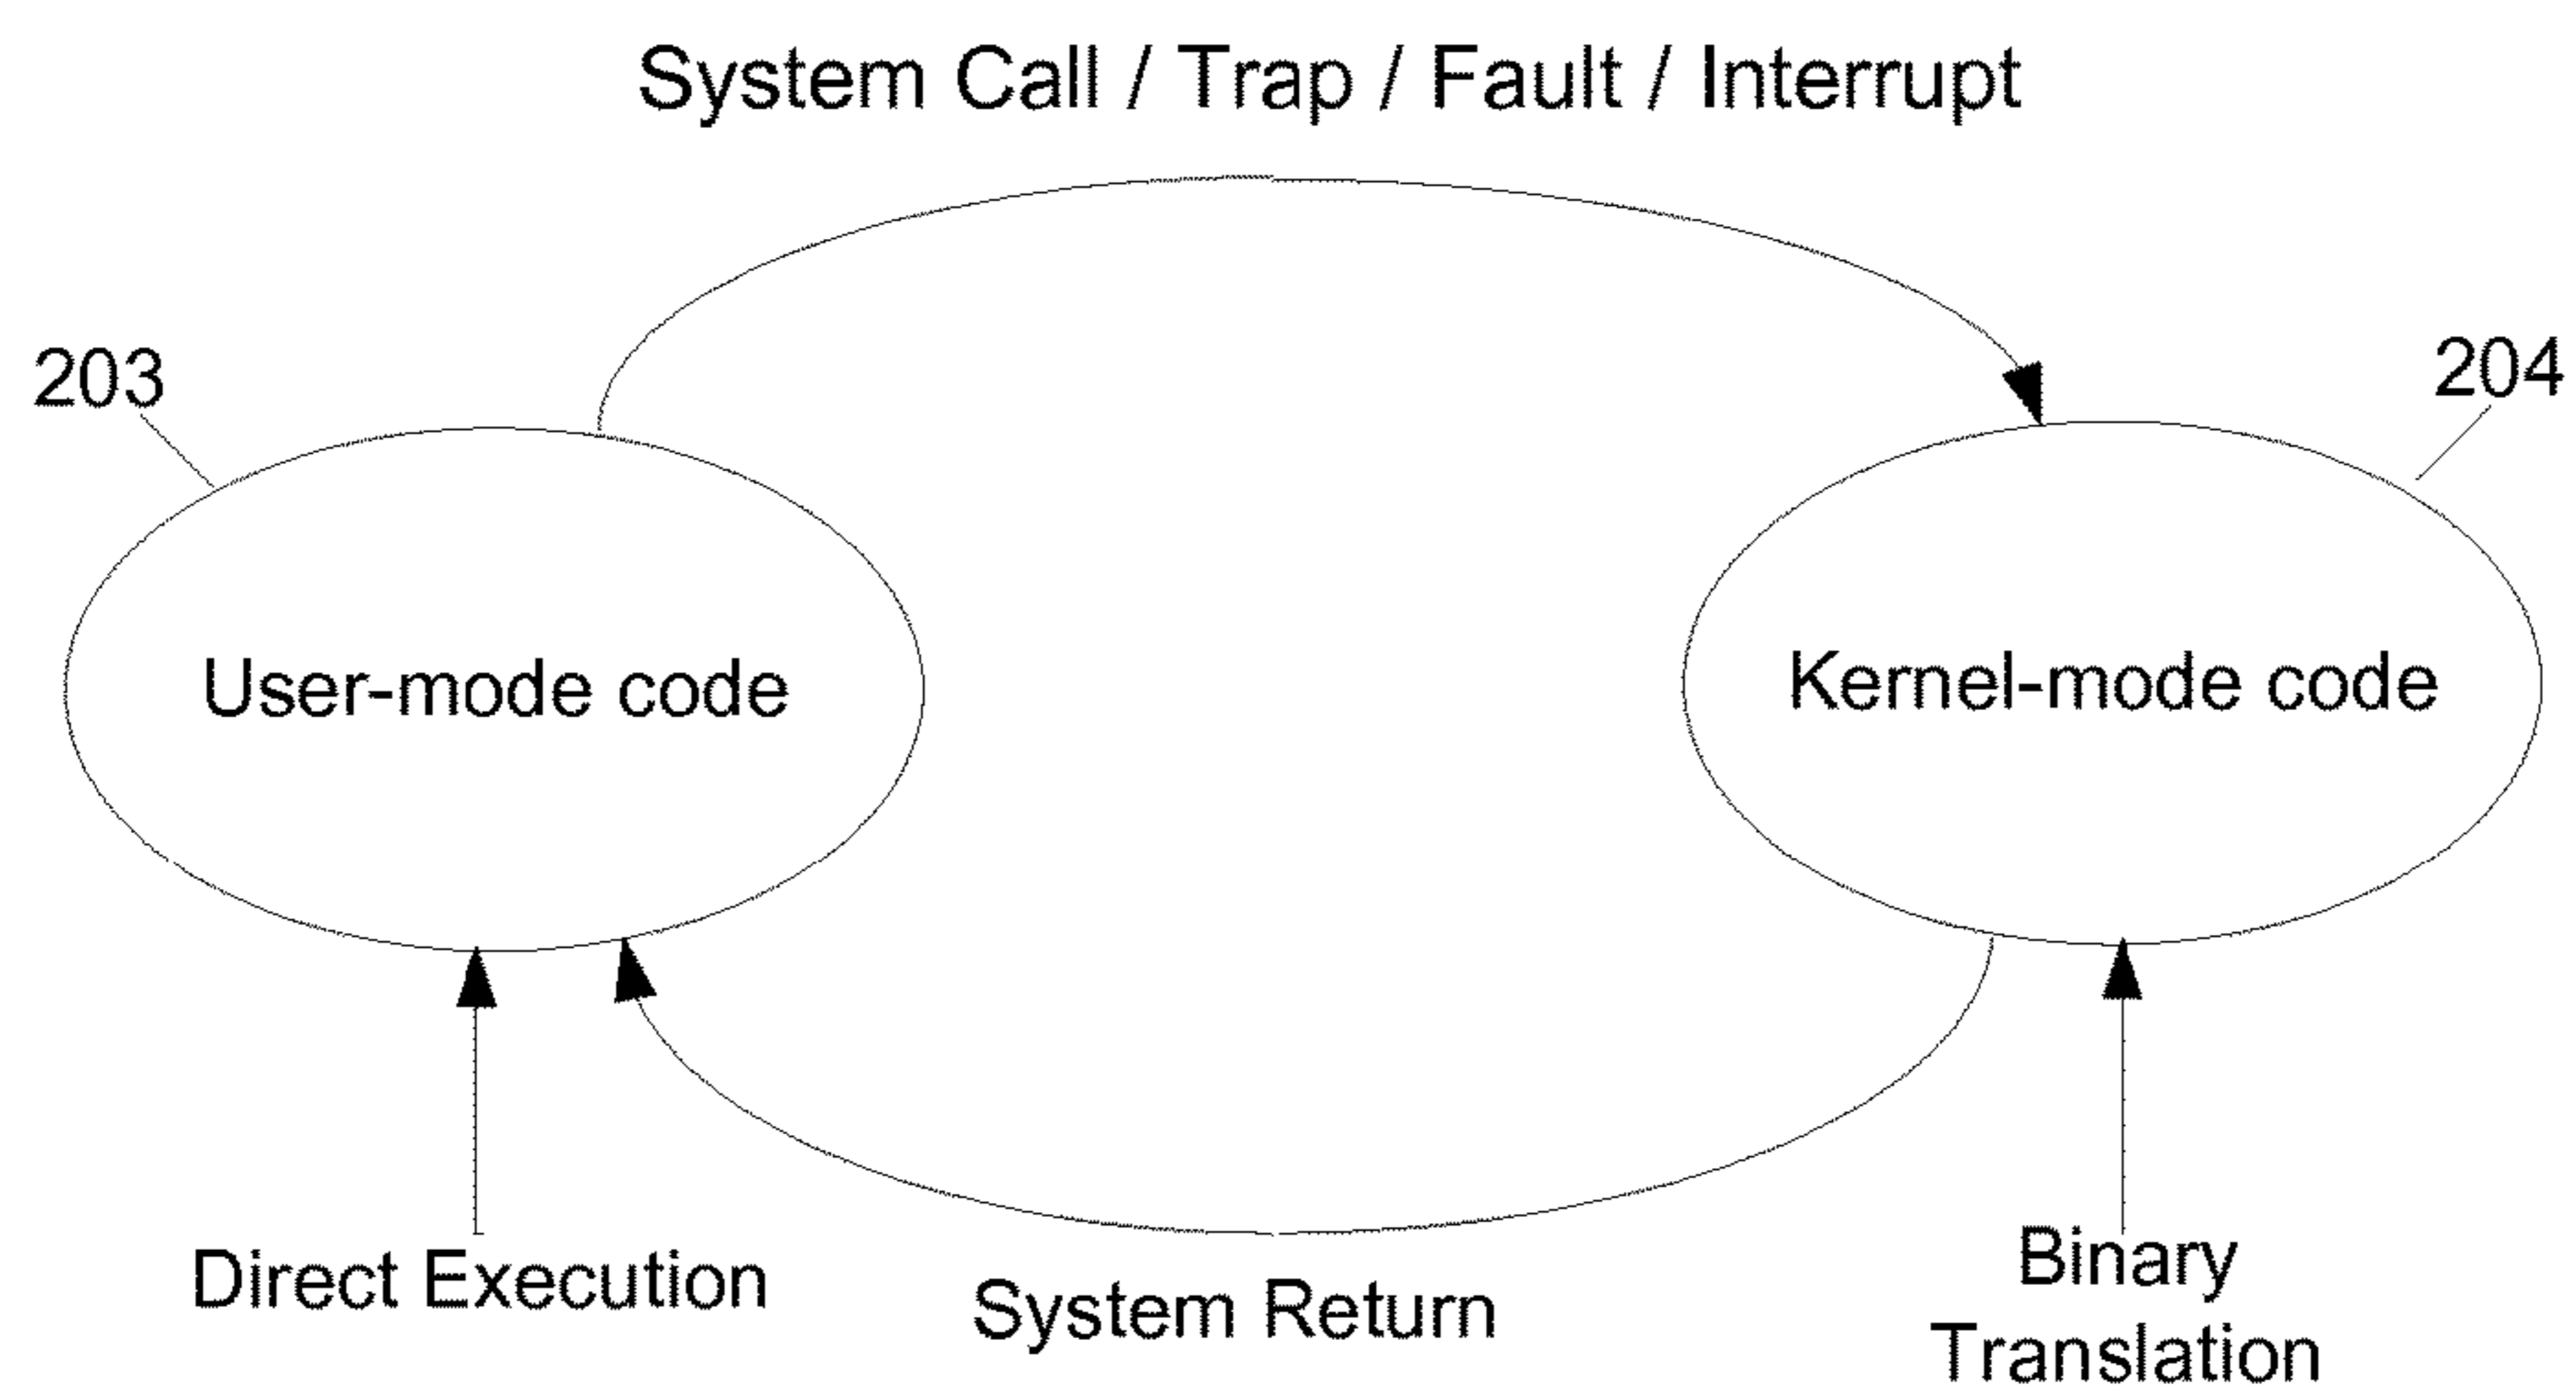 System Call / Trap / Fault / Interrupt
203
204
User-mode code
Kernel-mode code
Direct Execution
System Return
Binary
Translation